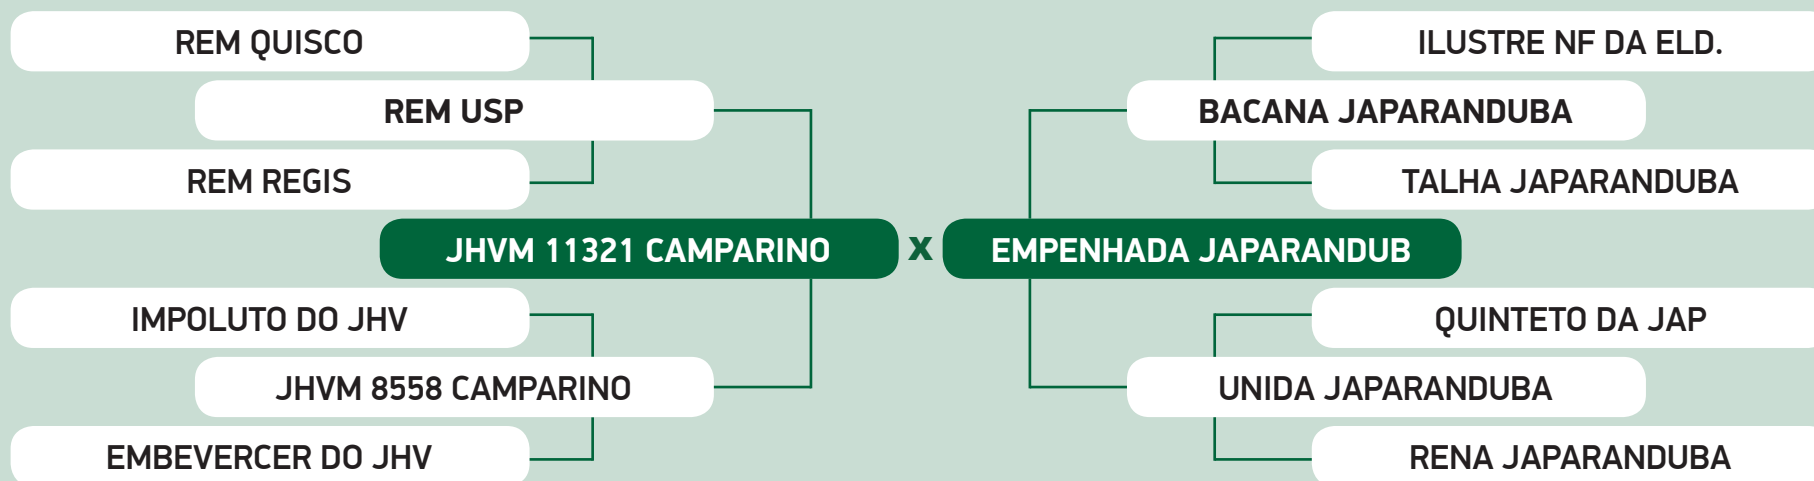 REM QUISCO
ILUSTRE NF DA ELD.
REM USP
BACANA JAPARANDUBA
REM REGIS
TALHA JAPARANDUBA
JHVM 11321 CAMPARINO X EMPENHADA JAPARANDUB
IMPOLUTO DO JHV
QUINTETO DA JAP
JHVM 8558 CAMPARINO
UNIDA JAPARANDUBA
EMBEVERCER DO JHV
RENA JAPARANDUBA